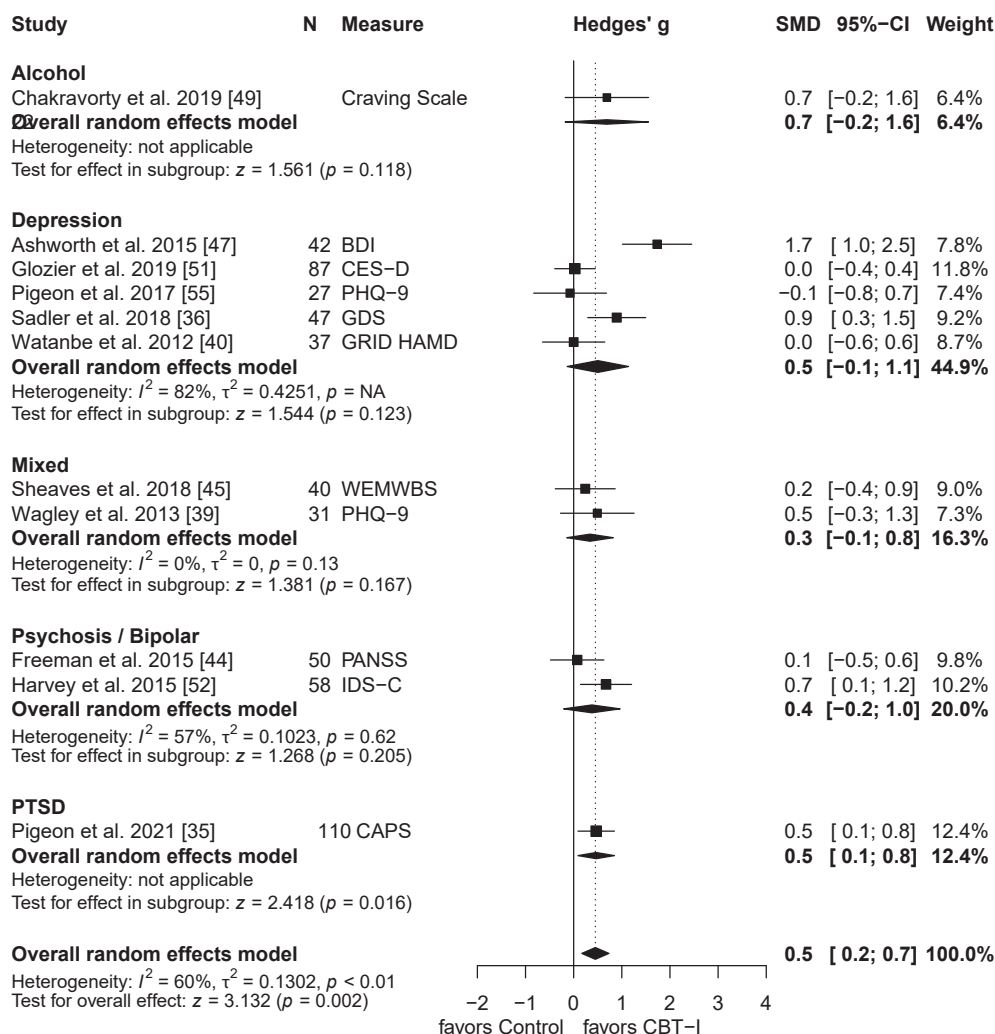 Study N Measure Hedges' g SMD 95%−CI Weight
Alcohol
Chakravorty et al. 2019 [49] Craving Scale 0.7 [−0.2; 1.6] 6.4%
22
Overall random effects model 0.7 [−0.2; 1.6] 6.4%
Heterogeneity: not applicable
Test for effect in subgroup: z = 1.561 (p = 0.118)
Depression
Ashworth et al. 2015 [47] 42 BDI 1.7 [ 1.0; 2.5] 7.8%
Glozier et al. 2019 [51] 87 CES−D 0.0 [−0.4; 0.4] 11.8%
Pigeon et al. 2017 [55] 27 PHQ−9 −0.1 [−0.8; 0.7] 7.4%
Sadler et al. 2018 [36] 47 GDS 0.9 [ 0.3; 1.5] 9.2%
Watanbe et al. 2012 [40] 37 GRID HAMD 0.0 [−0.6; 0.6] 8.7%
Overall random effects model 0.5 [−0.1; 1.1] 44.9%
Heterogeneity: I² = 82%, τ² = 0.4251, p = NA
Test for effect in subgroup: z = 1.544 (p = 0.123)
Mixed
Sheaves et al. 2018 [45] 40 WEMWBS 0.2 [−0.4; 0.9] 9.0%
Wagley et al. 2013 [39] 31 PHQ−9 0.5 [−0.3; 1.3] 7.3%
Overall random effects model 0.3 [−0.1; 0.8] 16.3%
Heterogeneity: I² = 0%, τ² = 0, p = 0.13
Test for effect in subgroup: z = 1.381 (p = 0.167)
Psychosis / Bipolar
Freeman et al. 2015 [44] 50 PANSS 0.1 [−0.5; 0.6] 9.8%
Harvey et al. 2015 [52] 58 IDS−C 0.7 [ 0.1; 1.2] 10.2%
Overall random effects model 0.4 [−0.2; 1.0] 20.0%
Heterogeneity: I² = 57%, τ² = 0.1023, p = 0.62
Test for effect in subgroup: z = 1.268 (p = 0.205)
PTSD
Pigeon et al. 2021 [35] 110 CAPS 0.5 [ 0.1; 0.8] 12.4%
Overall random effects model 0.5 [ 0.1; 0.8] 12.4%
Heterogeneity: not applicable
Test for effect in subgroup: z = 2.418 (p = 0.016)
Overall random effects model 0.5 [ 0.2; 0.7] 100.0%
Heterogeneity: I² = 60%, τ² = 0.1302, p < 0.01
Test for overall effect: z = 3.132 (p = 0.002)
−2 −1 0 1 2 3 4
favors Control favors CBT−I